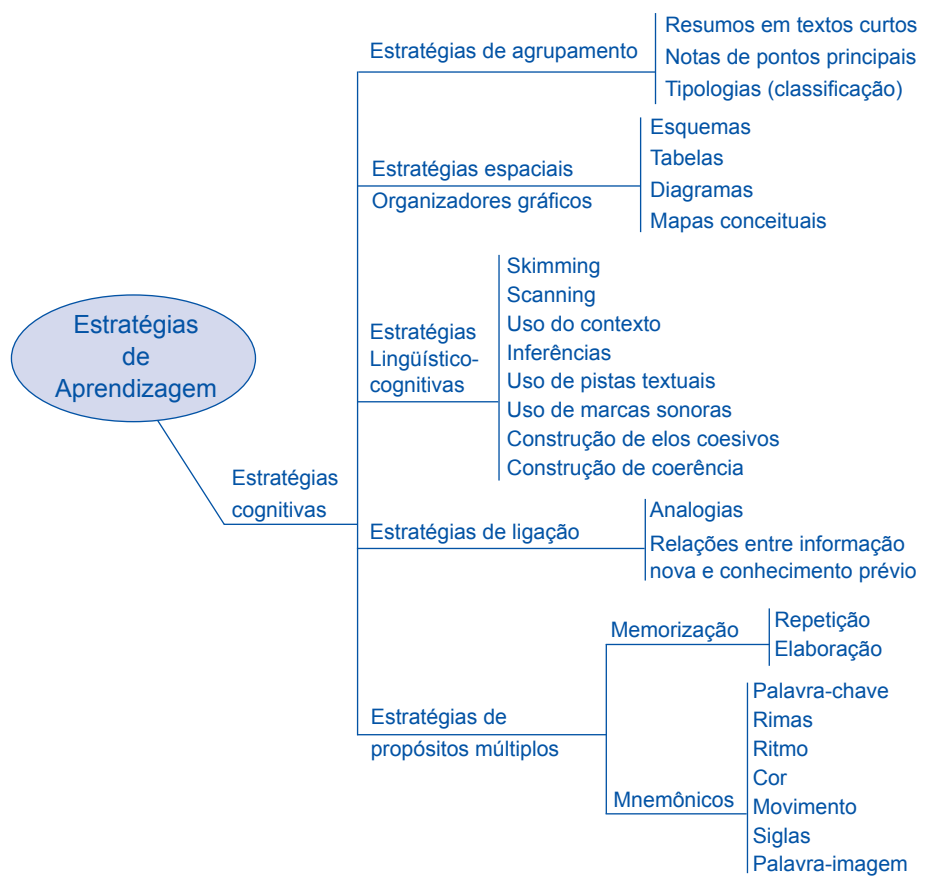 Estratégias
de
Aprendizagem
Estratégias
cognitivas
Estratégias de agrupamento
Resumos em textos curtos
Notas de pontos principais
Tipologias (classificação)
Estratégias espaciais
Organizadores gráficos
Esquemas
Tabelas
Diagramas
Mapas conceituais
Estratégias
Lingüístico-
cognitivas
Skimming
Scanning
Uso do contexto
Inferências
Uso de pistas textuais
Uso de marcas sonoras
Construção de elos coesivos
Construção de coerência
Estratégias de ligação
Analogias
Relações entre informação
nova e conhecimento prévio
Estratégias de
propósitos múltiplos
Memorização
Repetição
Elaboração
Mnemônicos
Palavra-chave
Rimas
Ritmo
Cor
Movimento
Siglas
Palavra-imagem